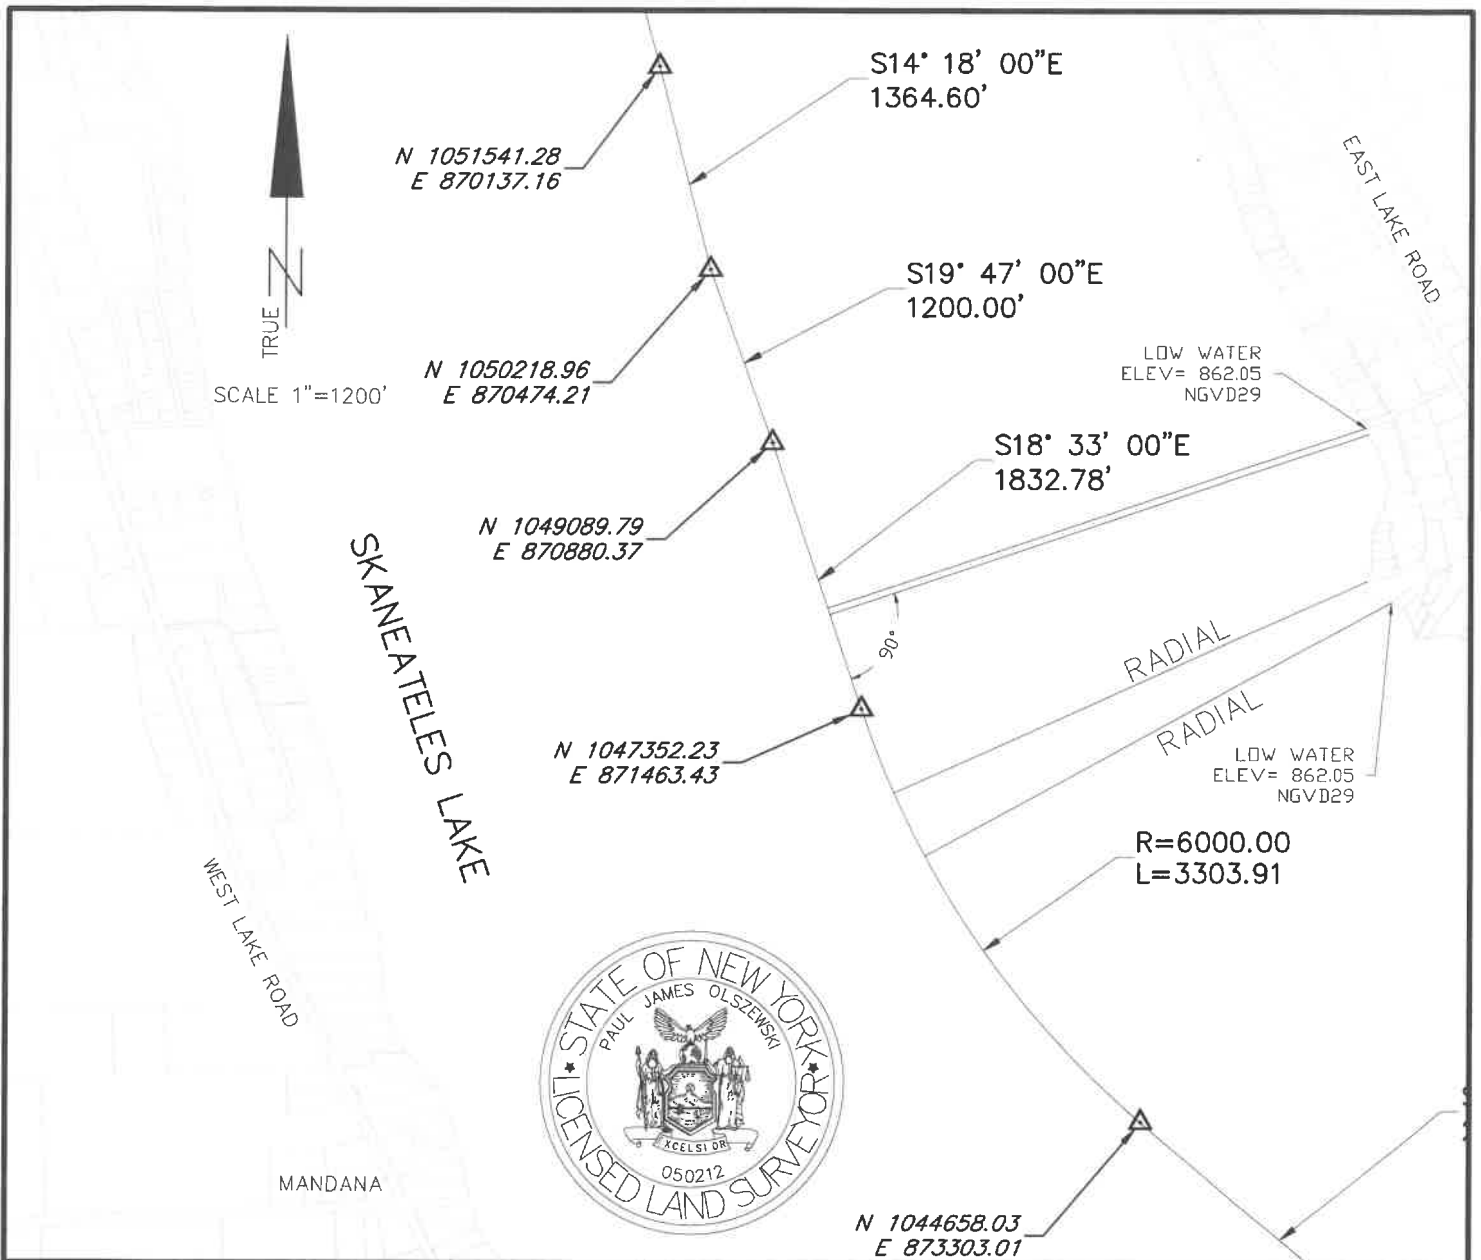 S14° 18' 00"E
1364.60'
N 1051541.28
E 870137.16
EAST LAKE ROAD
S19° 47' 00"E
1200.00'
N
TRUE
SCALE 1"=1200'
N 1050218.96
E 870474.21
LOW WATER
ELEV= 862.05
NGVD29
S18° 33' 00"E
1832.78'
N 1049089.79
E 870880.37
SKANEATELES LAKE
90°
RADIAL
RADIAL
N 1047352.23
E 871463.43
LOW WATER
ELEV= 862.05
NGVD29
R=6000.00
L=3303.91
WEST LAKE ROAD
STATE OF NEW YORK
PAUL JAMES OLSZEWSKI
XCELSIOR
050212
LICENSED LAND SURVEYOR
MANDANA
N 1044658.03
E 873303.01